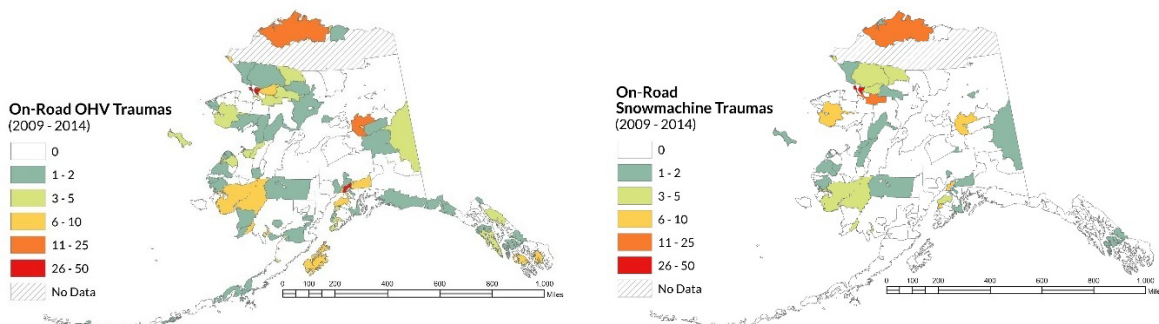 On-Road OHV Traumas
(2009 - 2014)
0
1 - 2
3 - 5
6 - 10
11 - 25
26 - 50
No Data
0 200 400 600 800 1,000
Miles
On-Road
Snowmachine Traumas
(2009 - 2014)
0
1 - 2
3 - 5
6 - 10
11 - 25
26 - 50
No Data
0 200 400 600 800 1,000
Miles